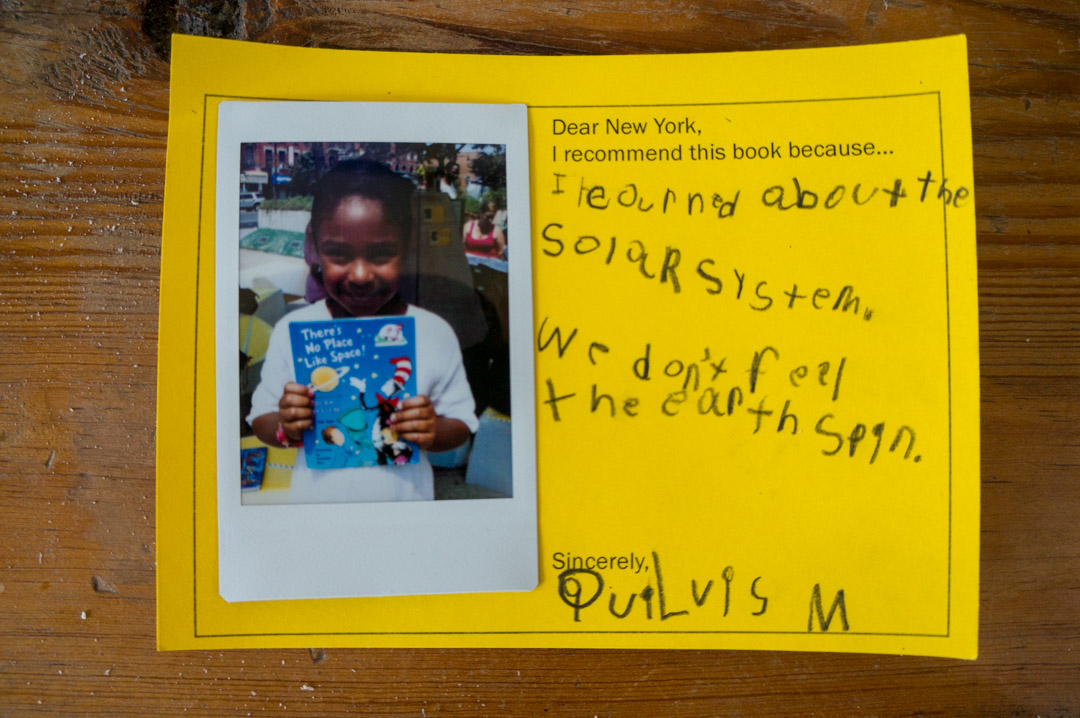 There's
No Place
Like Space!
Dear New York,
I recommend this book because...
I learned about the
SolaR System.
We don't feel
the earth Spin.
Sincerely,
QuiLvis M